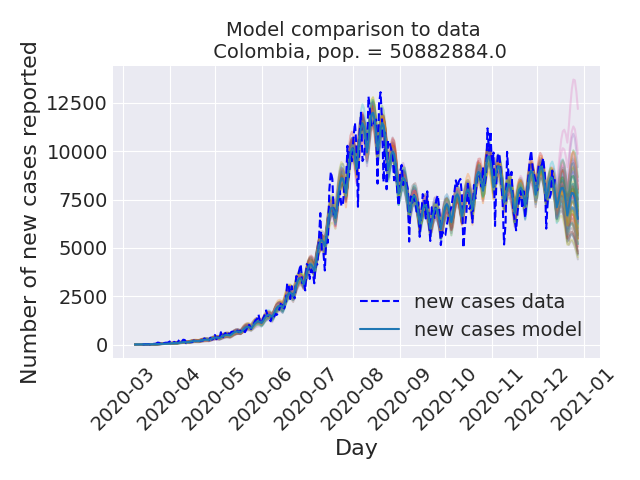 Model comparison to data
Colombia, pop. = 50882884.0
Number of new cases reported
12500
10000
7500
5000
2500
0
new cases data
new cases model
2020-03
2020-04
2020-05
2020-06
2020-07
2020-08
2020-09
2020-10
2020-11
2020-12
2021-01
Day